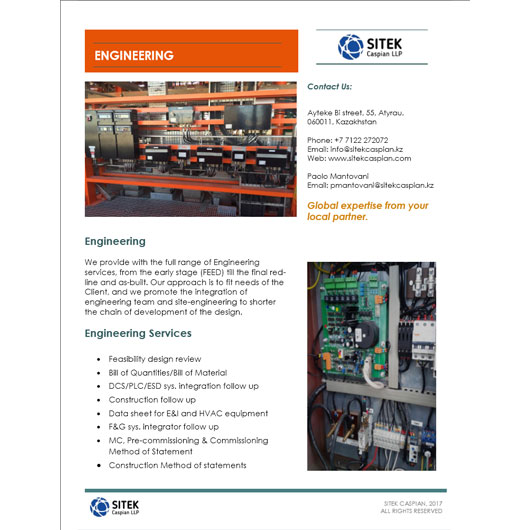 ENGINEERING
SITEK
Caspian LLP
Contact Us:
Ayteke Bi street, 55, Atyrau,
060011, Kazakhstan
Phone: +7 7122 272072
Email: info@sitekcaspian.com
Web: www.sitekcaspian.com
Paolo Mantovani
Email: pmantovani@sitekcaspian.kz
Global expertise from your
local partner.
Engineering
We provide with the full range of Engineering
services, from the early stage (FEED) till the final red-
line and as-built. Our approach is to fit needs of the
Client, and we promote the integration of
engineering team and site-engineering to shorter
the chain of development of the design.
Engineering Services
• Feasibility design review
• Bill of Quantities/Bill of Material
• DCS/PLC/ESD sys. integration follow up
• Construction follow up
• Data sheet for E&I and HVAC equipment
• F&G sys. integrator follow up
• MC, Pre-commissioning & Commissioning
Method of Statement
• Construction Method of statements
SITEK
Caspian LLP
SITEK CASPIAN, 2017
ALL RIGHTS RESERVED